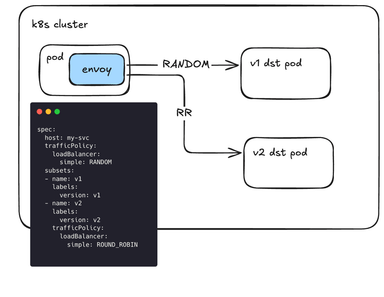 k8s cluster
pod
envoy
RANDOM
v1 dst pod
RR
v2 dst pod
spec:
  host: my-svc
  trafficPolicy:
    loadBalancer:
      simple: RANDOM
  subsets:
  - name: v1
    labels:
      version: v1
  - name: v2
    labels:
      version: v2
    trafficPolicy:
      loadBalancer:
        simple: ROUND_ROBIN